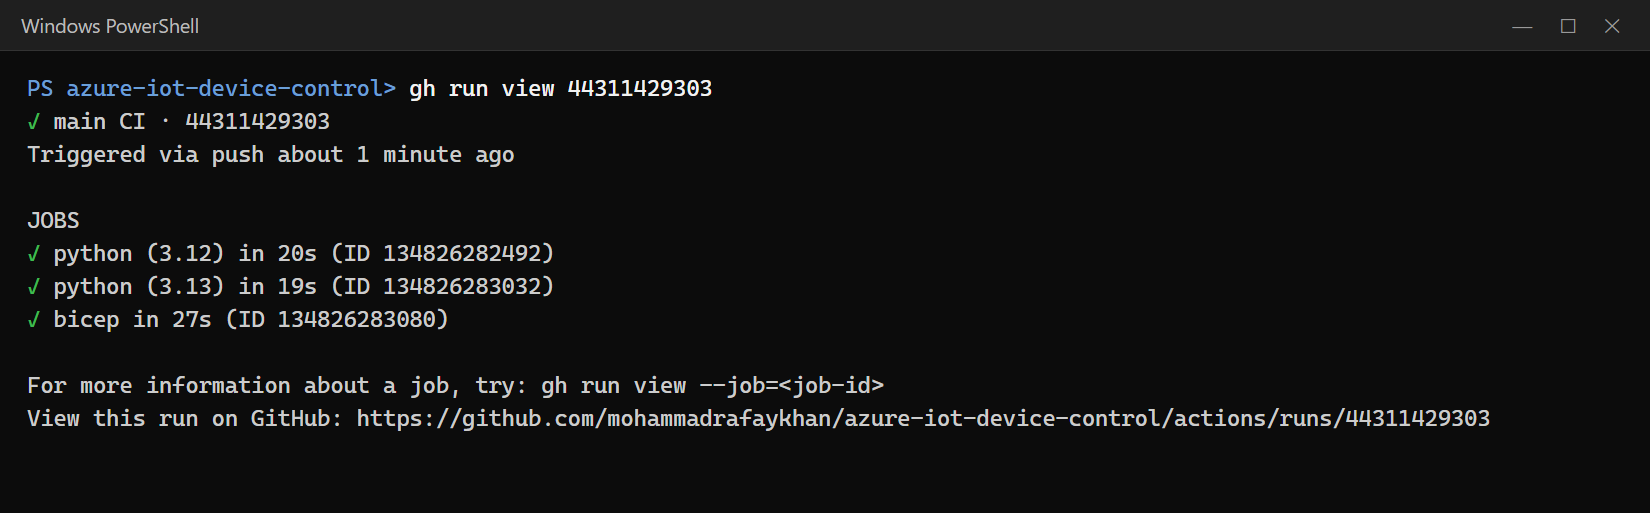 Windows PowerShell
PS azure-iot-device-control> gh run view 44311429303
✓ main CI · 44311429303
Triggered via push about 1 minute ago
JOBS
✓ python (3.12) in 20s (ID 134826282492)
✓ python (3.13) in 19s (ID 134826283032)
✓ bicep in 27s (ID 134826283080)
For more information about a job, try: gh run view --job=<job-id>
View this run on GitHub: https://github.com/mohammadrafaykhan/azure-iot-device-control/actions/runs/44311429303